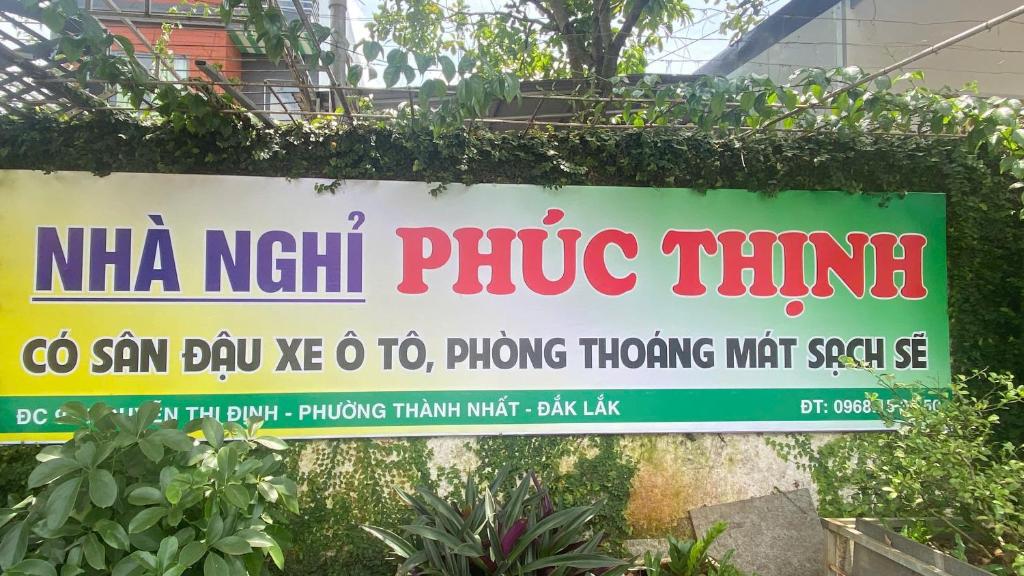 NHÀ NGHỈ PHÚC THỊNH
CÓ SÂN ĐẬU XE Ô TÔ, PHÒNG THOÁNG MÁT SẠCH SẼ
ĐC THỊ ĐỊNH - PHƯỜNG THÀNH NHẤT - ĐẮK LẮK ĐT: